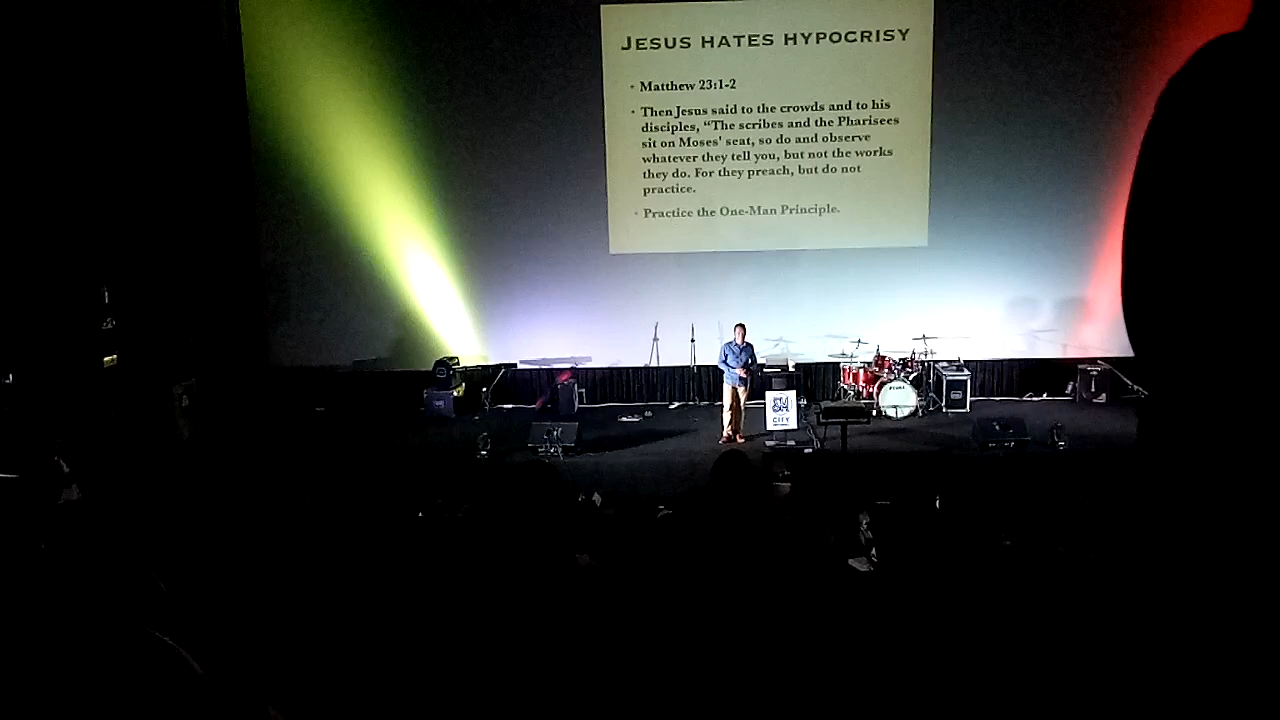 JESUS HATES HYPOCRISY
• Matthew 23:1-2
• Then Jesus said to the crowds and to his
disciples, “The scribes and the Pharisees
sit on Moses' seat, so do and observe
whatever they tell you, but not the works
they do. For they preach, but do not
practice.
• Practice the One-Man Principle.
CITY
TAMA